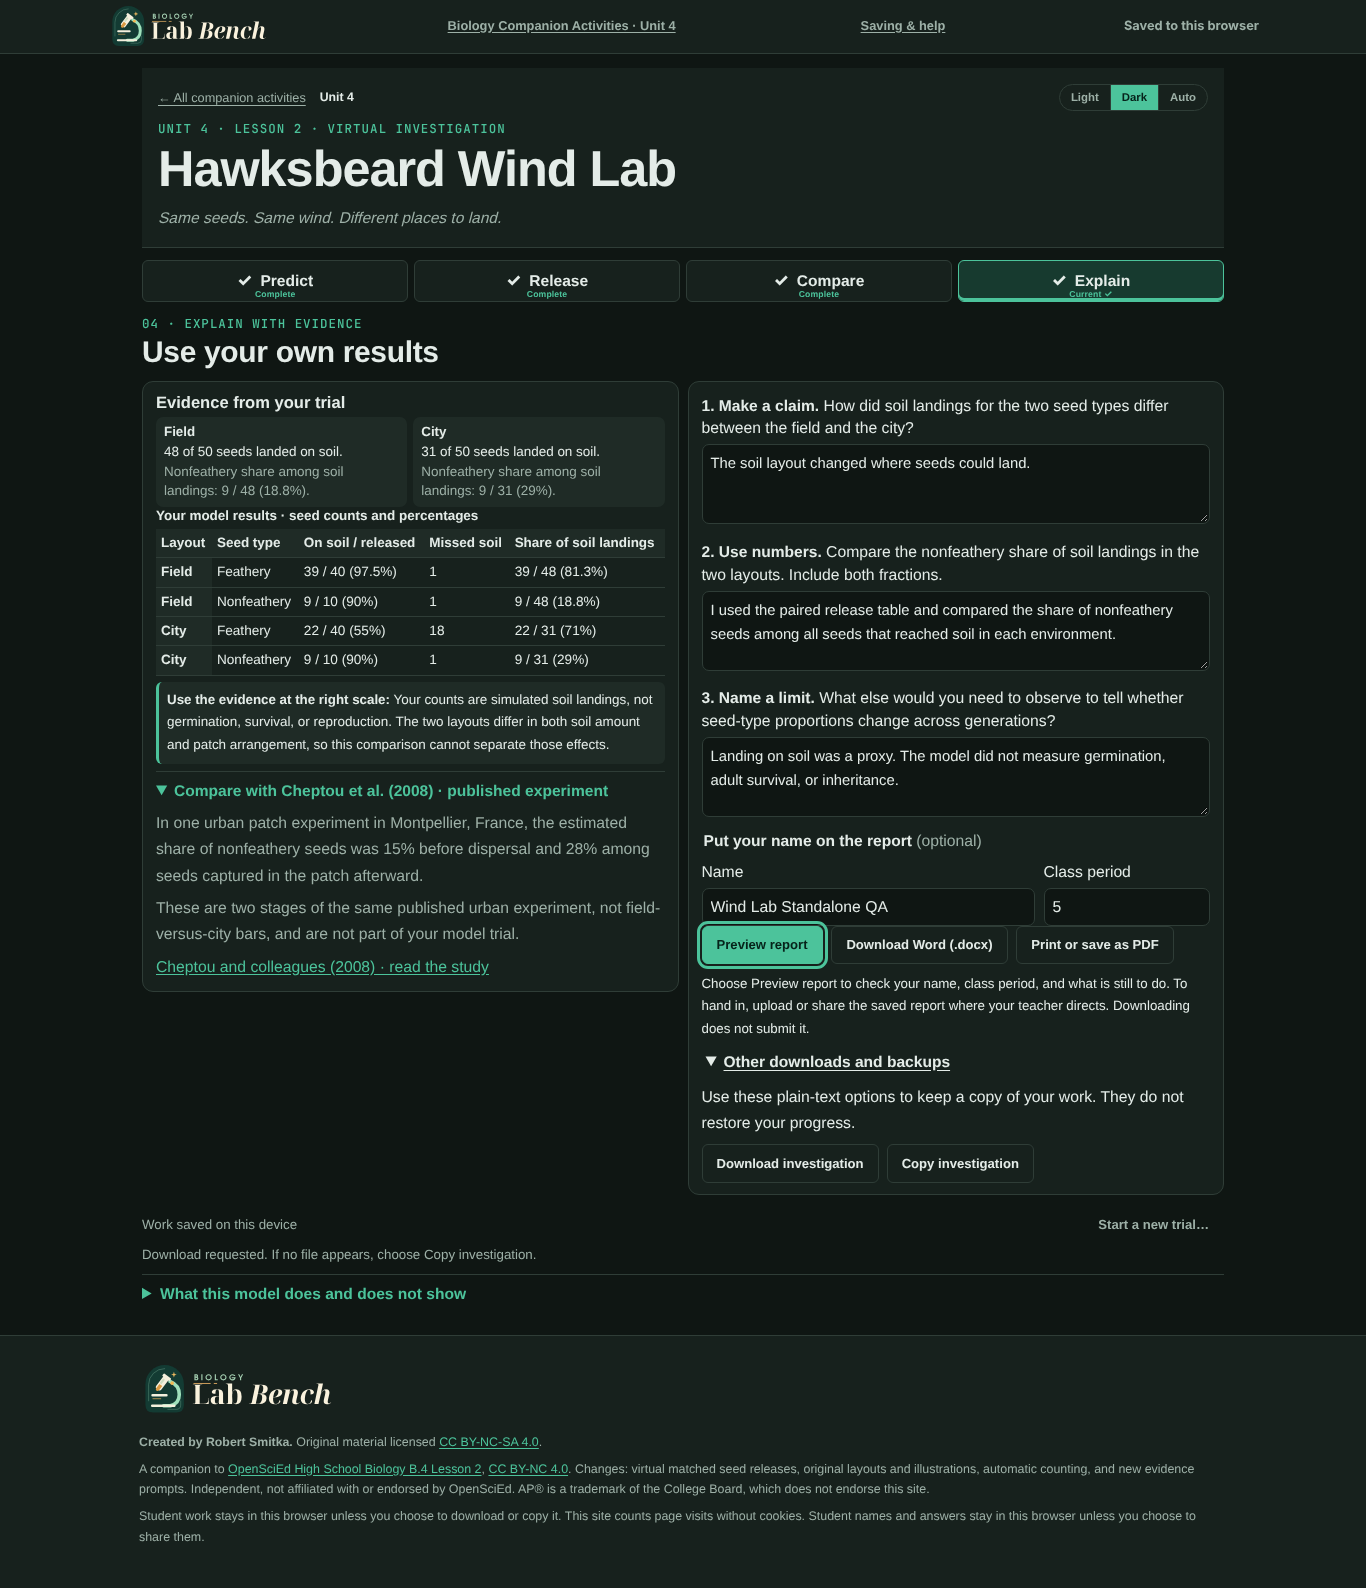 BIOLOGY
Lab Bench
Biology Companion Activities · Unit 4
Saving & help
Saved to this browser
← All companion activities
Unit 4
Light
Dark
Auto
UNIT 4 · LESSON 2 · VIRTUAL INVESTIGATION
Hawksbeard Wind Lab
Same seeds. Same wind. Different places to land.
✓ Predict
Complete
✓ Release
Complete
✓ Compare
Complete
✓ Explain
Current ✓
04 · EXPLAIN WITH EVIDENCE
Use your own results
Evidence from your trial
Field
48 of 50 seeds landed on soil.
Nonfeathery share among soil
landings: 9 / 48 (18.8%).
City
31 of 50 seeds landed on soil.
Nonfeathery share among soil
landings: 9 / 31 (29%).
Your model results · seed counts and percentages
Layout Seed type On soil / released Missed soil Share of soil landings
Field Feathery 39 / 40 (97.5%) 1 39 / 48 (81.3%)
Field Nonfeathery 9 / 10 (90%) 1 9 / 48 (18.8%)
City Feathery 22 / 40 (55%) 18 22 / 31 (71%)
City Nonfeathery 9 / 10 (90%) 1 9 / 31 (29%)
Use the evidence at the right scale: Your counts are simulated soil landings, not
germination, survival, or reproduction. The two layouts differ in both soil amount
and patch arrangement, so this comparison cannot separate those effects.
▼ Compare with Cheptou et al. (2008) · published experiment
In one urban patch experiment in Montpellier, France, the estimated
share of nonfeathery seeds was 15% before dispersal and 28% among
seeds captured in the patch afterward.
These are two stages of the same published urban experiment, not field-
versus-city bars, and are not part of your model trial.
Cheptou and colleagues (2008) · read the study
1. Make a claim. How did soil landings for the two seed types differ
between the field and the city?
The soil layout changed where seeds could land.
2. Use numbers. Compare the nonfeathery share of soil landings in the
two layouts. Include both fractions.
I used the paired release table and compared the share of nonfeathery
seeds among all seeds that reached soil in each environment.
3. Name a limit. What else would you need to observe to tell whether
seed-type proportions change across generations?
Landing on soil was a proxy. The model did not measure germination,
adult survival, or inheritance.
Put your name on the report (optional)
Name
Class period
Wind Lab Standalone QA
5
Preview report
Download Word (.docx)
Print or save as PDF
Choose Preview report to check your name, class period, and what is still to do. To
hand in, upload or share the saved report where your teacher directs. Downloading
does not submit it.
▼ Other downloads and backups
Use these plain-text options to keep a copy of your work. They do not
restore your progress.
Download investigation
Copy investigation
Work saved on this device
Start a new trial…
Download requested. If no file appears, choose Copy investigation.
▶ What this model does and does not show
BIOLOGY
Lab Bench
Created by Robert Smitka. Original material licensed CC BY-NC-SA 4.0.
A companion to OpenSciEd High School Biology B.4 Lesson 2, CC BY-NC 4.0. Changes: virtual matched seed releases, original layouts and illustrations, automatic counting, and new evidence
prompts. Independent, not affiliated with or endorsed by OpenSciEd. AP® is a trademark of the College Board, which does not endorse this site.
Student work stays in this browser unless you choose to download or copy it. This site counts page visits without cookies. Student names and answers stay in this browser unless you choose to
share them.